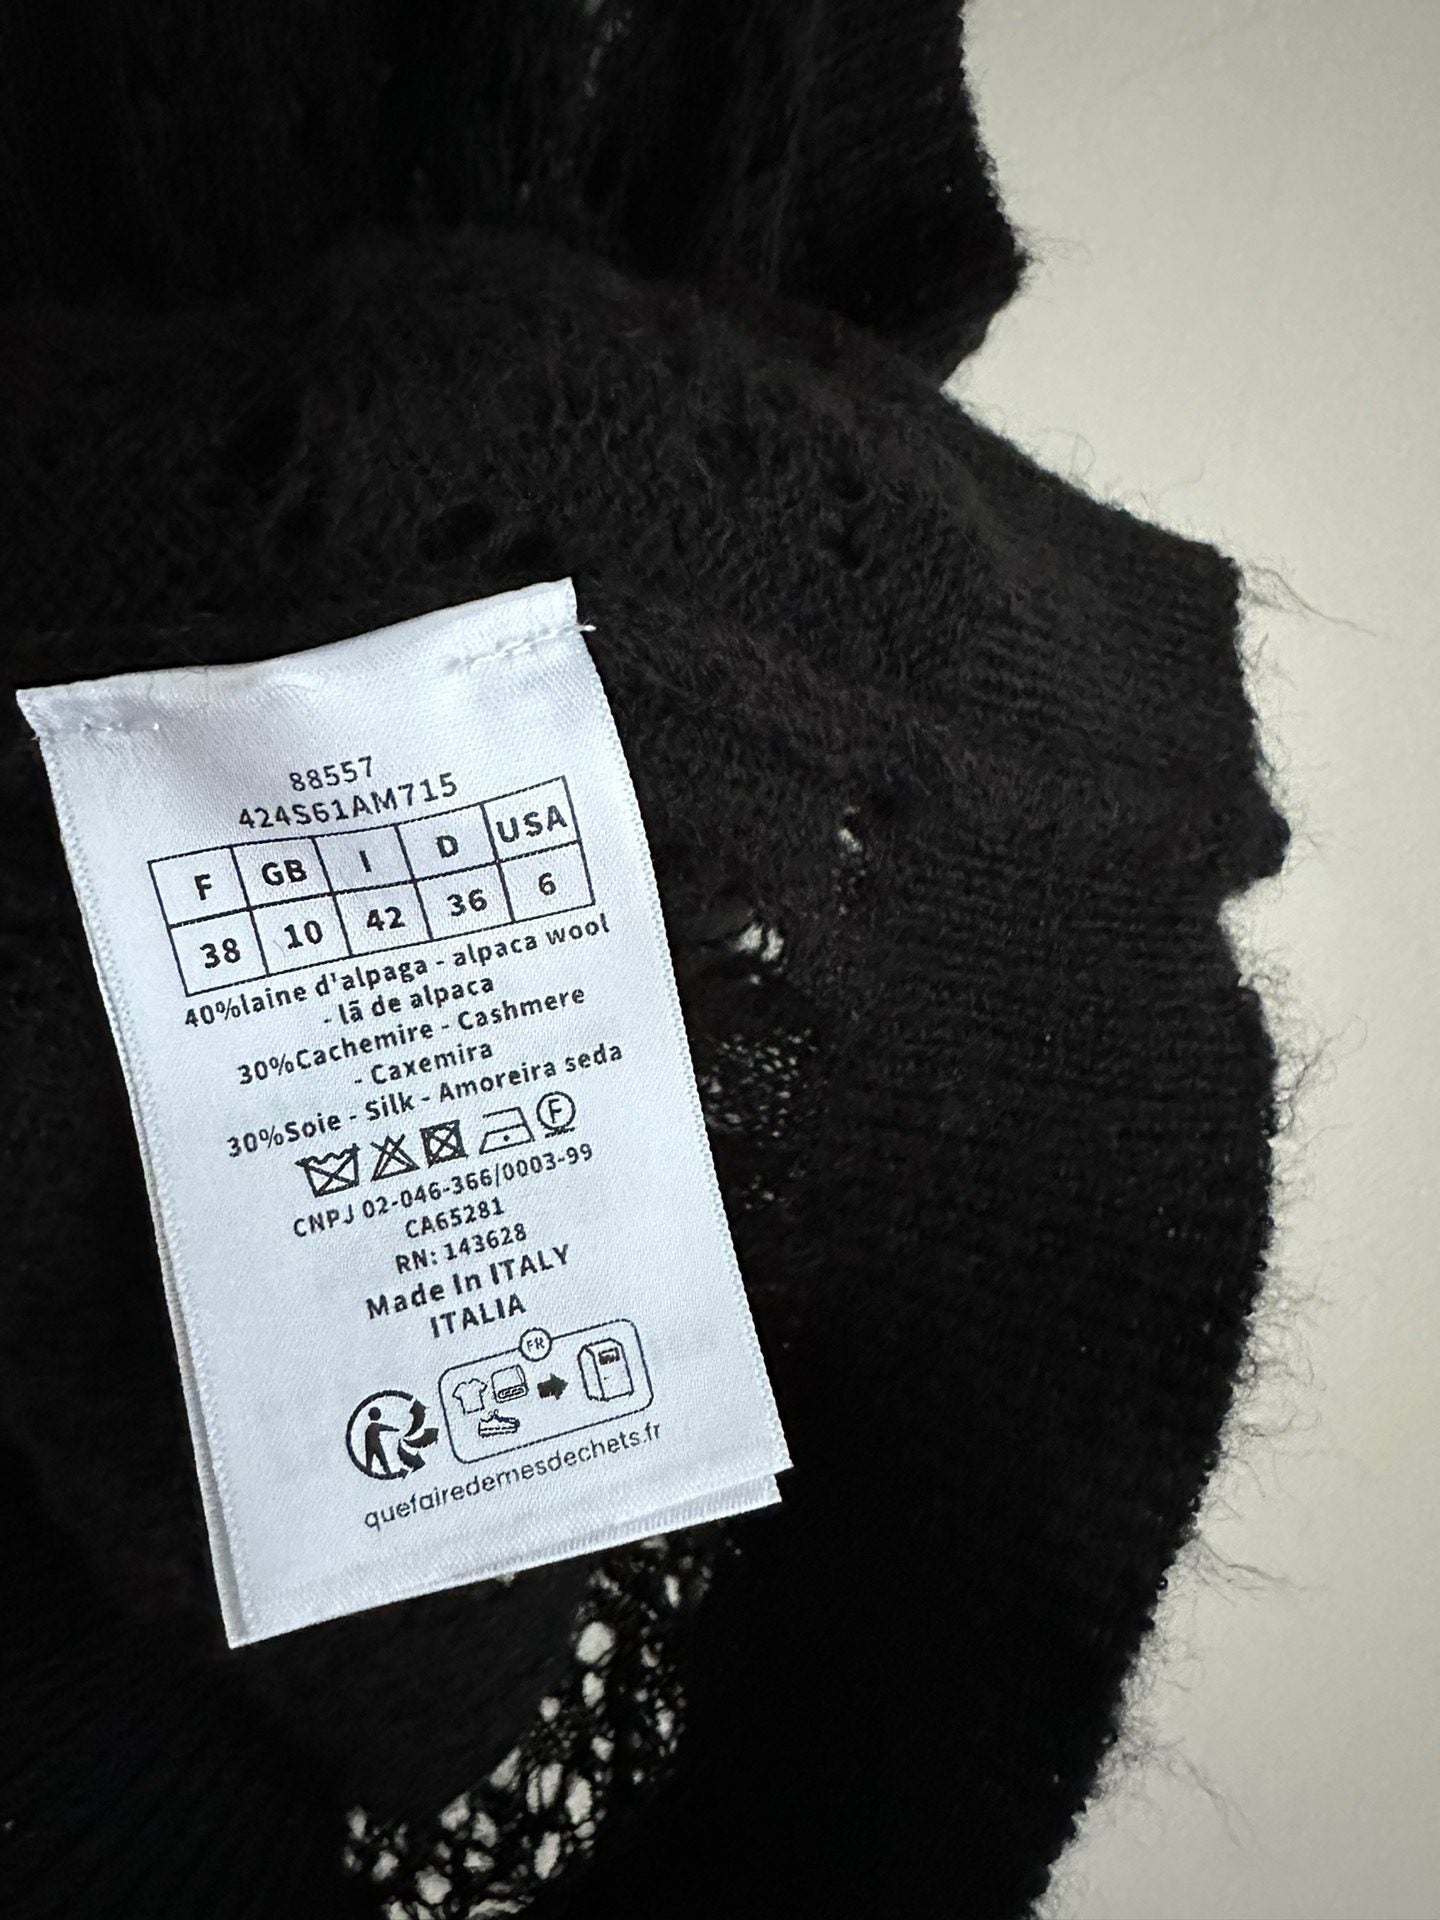 88557
424S61AM715
F GB I D USA
38 10 42 36 6
40%laine d'alpaga - alpaca wool
- lã de alpaca
30%Cachemire - Cashmere
- Caxemira
30%Soie - Silk - Amoreira seda
F
CNPJ 02-046-366/0003-99
CA65281
RN: 143628
Made In ITALY
ITALIA
FR
quefairedemesdechets.fr